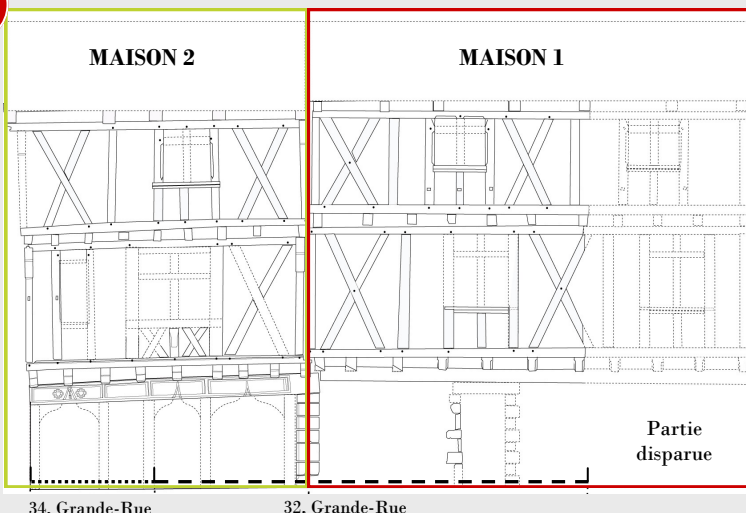 MAISON 2
MAISON 1
Partie
disparue
34, Grande-Rue
32, Grande-Rue